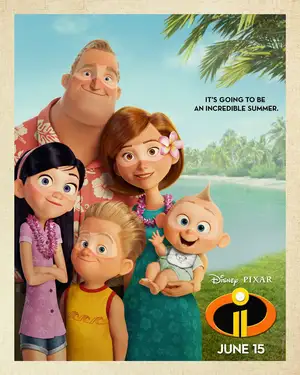 IT'S GOING TO BE
AN INCREDIBLE SUMMER.
Disney · PIXAR
JUNE 15